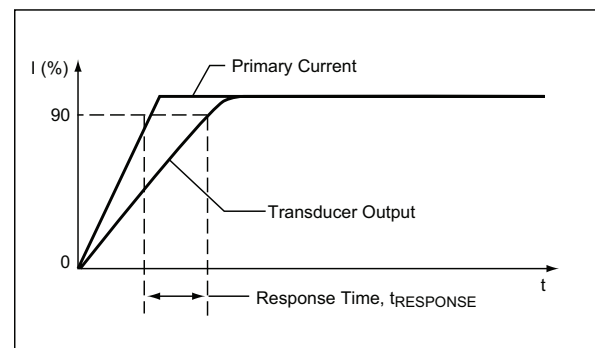 I (%)
Primary Current
90
Transducer Output
0
t
Response Time, tRESPONSE